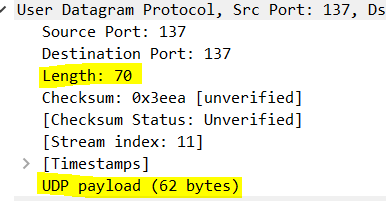 User Datagram Protocol, Src Port: 137, Ds
Source Port: 137
Destination Port: 137
Length: 70
Checksum: 0x3eea [unverified]
[Checksum Status: Unverified]
[Stream index: 11]
[Timestamps]
UDP payload (62 bytes)